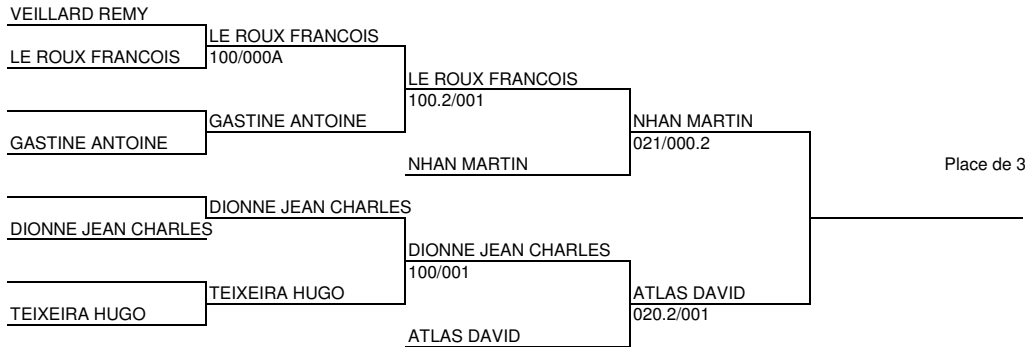 VEILLARD REMY
LE ROUX FRANCOIS
LE ROUX FRANCOIS
100/000A
LE ROUX FRANCOIS
100.2/001
GASTINE ANTOINE
GASTINE ANTOINE
NHAN MARTIN
021/000.2
NHAN MARTIN
Place de 3
DIONNE JEAN CHARLES
DIONNE JEAN CHARLES
DIONNE JEAN CHARLES
100/001
TEIXEIRA HUGO
TEIXEIRA HUGO
ATLAS DAVID
020.2/001
ATLAS DAVID